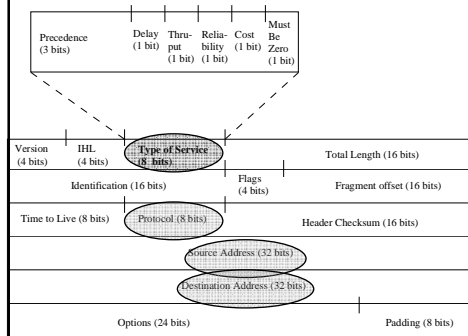 Precedence
(3 bits)
Delay
(1 bit)
Thru-
put
(1 bit)
Relia-
bility
(1 bit)
Cost
(1 bit)
Must
Be
Zero
(1 bit)
Version
(4 bits)
IHL
(4 bits)
Type of Service
(8 bits)
Total Length (16 bits)
Identification (16 bits)
Flags
(4 bits)
Fragment offset (16 bits)
Time to Live (8 bits)
Protocol (8 bits)
Header Checksum (16 bits)
Source Address (32 bits)
Destination Address (32 bits)
Options (24 bits)
Padding (8 bits)